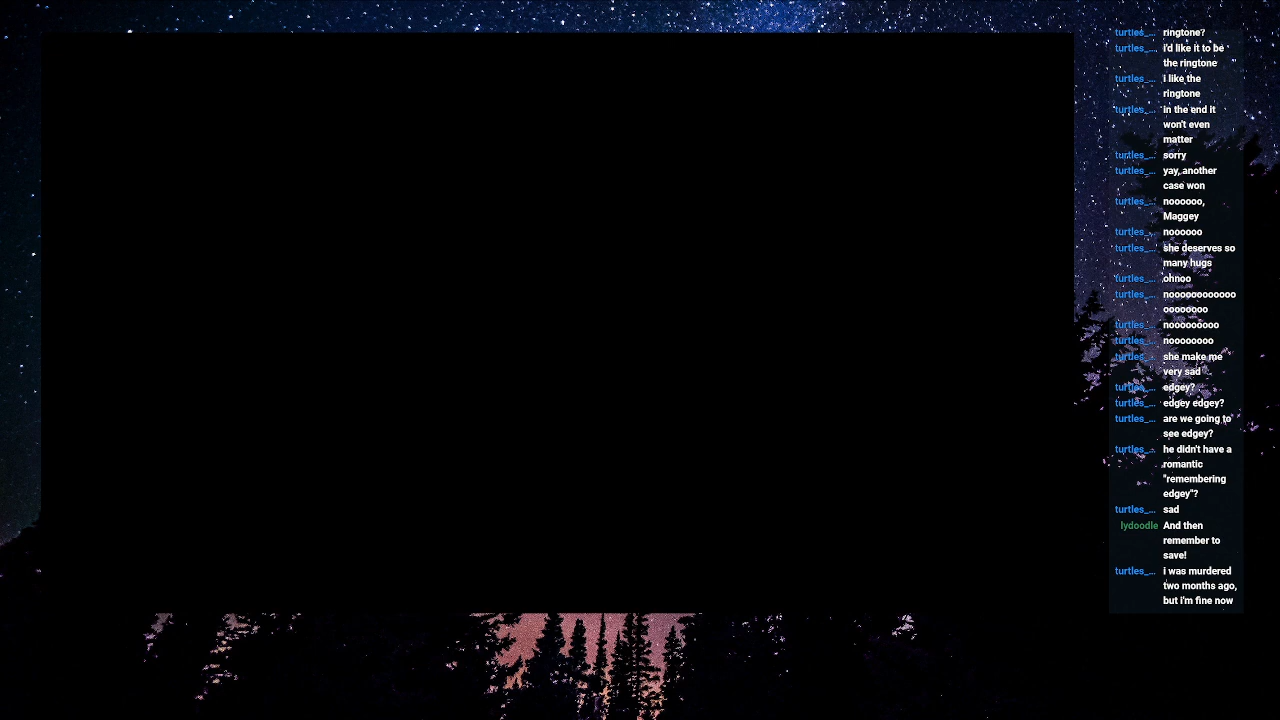 turtles_... ringtone?
turtles_... i'd like it to be
the ringtone
turtles_... i like the
ringtone
turtles_... in the end it
won't even
matter
turtles_... sorry
turtles_... yay, another
case won
turtles_... noooooo,
Maggey
turtles_... noooooo
turtles_... she deserves so
many hugs
turtles_... ohnoo
turtles_... noooooooooooo
oooooooo
turtles_... nooooooooo
turtles_... noooooooo
turtles_... she make me
very sad
turtles_... edgey?
turtles_... edgey edgey?
turtles_... are we going to
see edgey?
turtles_... he didn't have a
romantic
"remembering
edgey"?
turtles_... sad
lydoodle And then
remember to
save!
turtles_... i was murdered
two months ago,
but i'm fine now